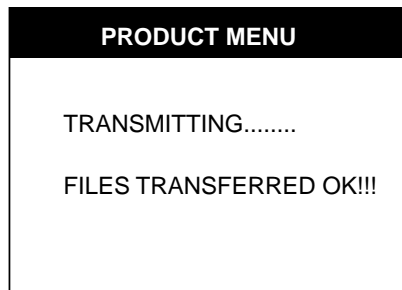 PRODUCT MENU
TRANSMITTING........
FILES TRANSFERRED OK!!!